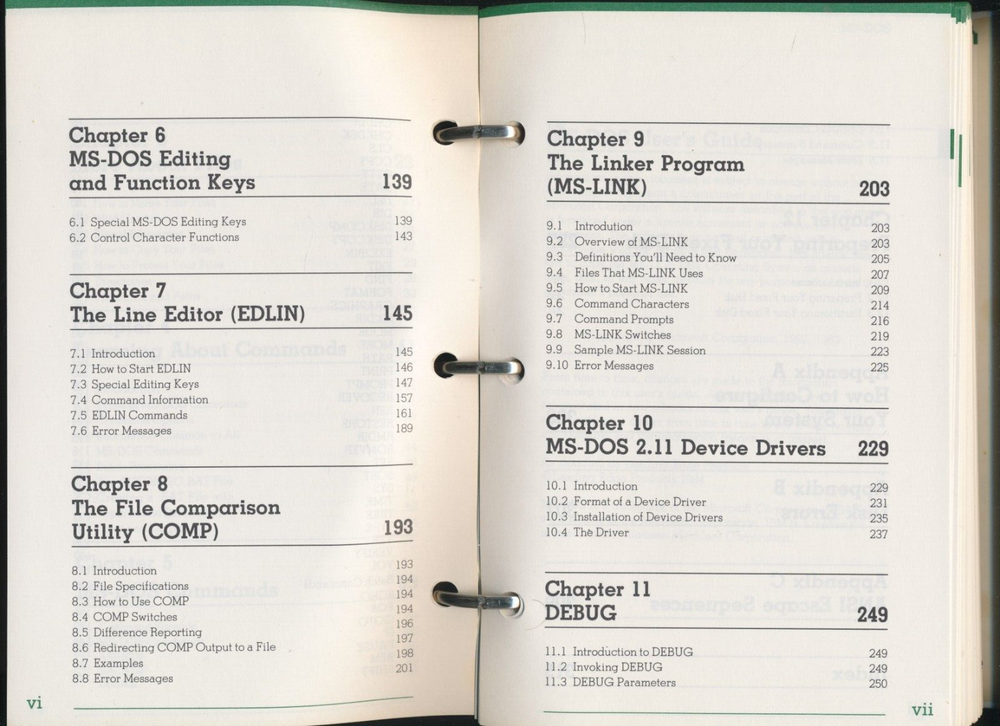 Chapter 6
MS-DOS Editing
and Function Keys 139
6.1 Special MS-DOS Editing Keys 139
6.2 Control Character Functions 143
Chapter 7
The Line Editor (EDLIN) 145
7.1 Introduction 145
7.2 How to Start EDLIN 146
7.3 Special Editing Keys 147
7.4 Command Information 157
7.5 EDLIN Commands 161
7.6 Error Messages 189
Chapter 8
The File Comparison
Utility (COMP) 193
8.1 Introduction 193
8.2 File Specifications 194
8.3 How to Use COMP 194
8.4 COMP Switches 194
8.5 Difference Reporting 196
8.6 Redirecting COMP Output to a File 197
8.7 Examples 198
8.8 Error Messages 201
vi
Chapter 9
The Linker Program
(MS-LINK) 203
9.1 Introdution 203
9.2 Overview of MS-LINK 203
9.3 Definitions You'll Need to Know 205
9.4 Files That MS-LINK Uses 207
9.5 How to Start MS-LINK 209
9.6 Command Characters 214
9.7 Command Prompts 216
9.8 MS-LINK Switches 219
9.9 Sample MS-LINK Session 223
9.10 Error Messages 225
Chapter 10
MS-DOS 2.11 Device Drivers 229
10.1 Introduction 229
10.2 Format of a Device Driver 231
10.3 Installation of Device Drivers 235
10.4 The Driver 237
Chapter 11
DEBUG 249
11.1 Introduction to DEBUG 249
11.2 Invoking DEBUG 249
11.3 DEBUG Parameters 250
vii